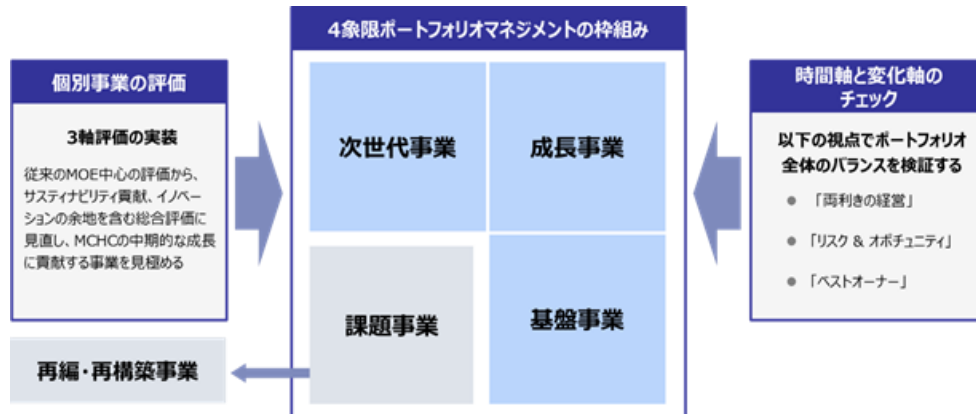 4象限ポートフォリオマネジメントの枠組み
個別事業の評価
3軸評価の実装
従来のMOE中心の評価から、
サスティナビリティ貢献、イノベー
ションの余地を含む総合評価に
見直し、MCHCの中期的な成長
に貢献する事業を見極める
再編・再構築事業
次世代事業
成長事業
課題事業
基盤事業
時間軸と変化軸の
チェック
以下の視点でポートフォリオ
全体のバランスを検証する
● 「両利きの経営」
● 「リスク & オポチュニティ」
● 「ベストオーナー」